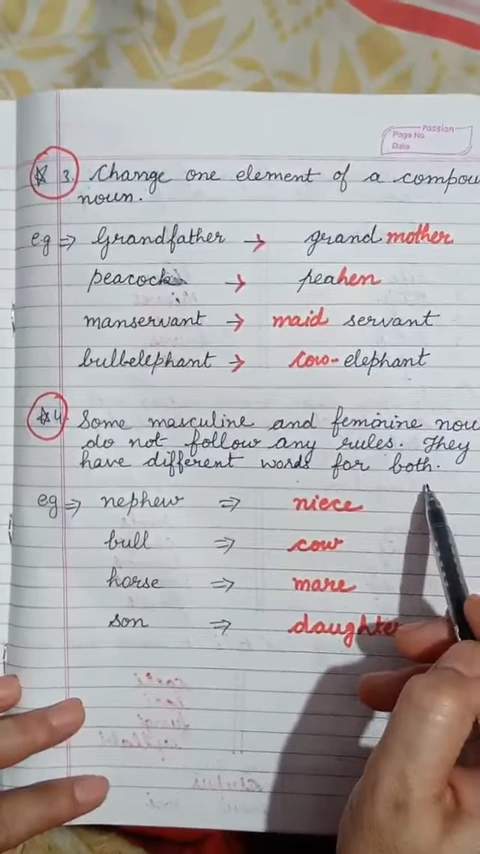 Passion
Page No.
Date
☆ 3. Change one element of a compou
noun.
e.g ⇒ Grandfather → grandmother
peacock → peahen
manservant → maid servant
bullelephant → cow-elephant
☆ 4. Some masculine and feminine nou
do not follow any rules. They
have different words for both.
eg ⇒ nephew ⇒ niece
bull ⇒ cow
horse ⇒ mare
son ⇒ daughte